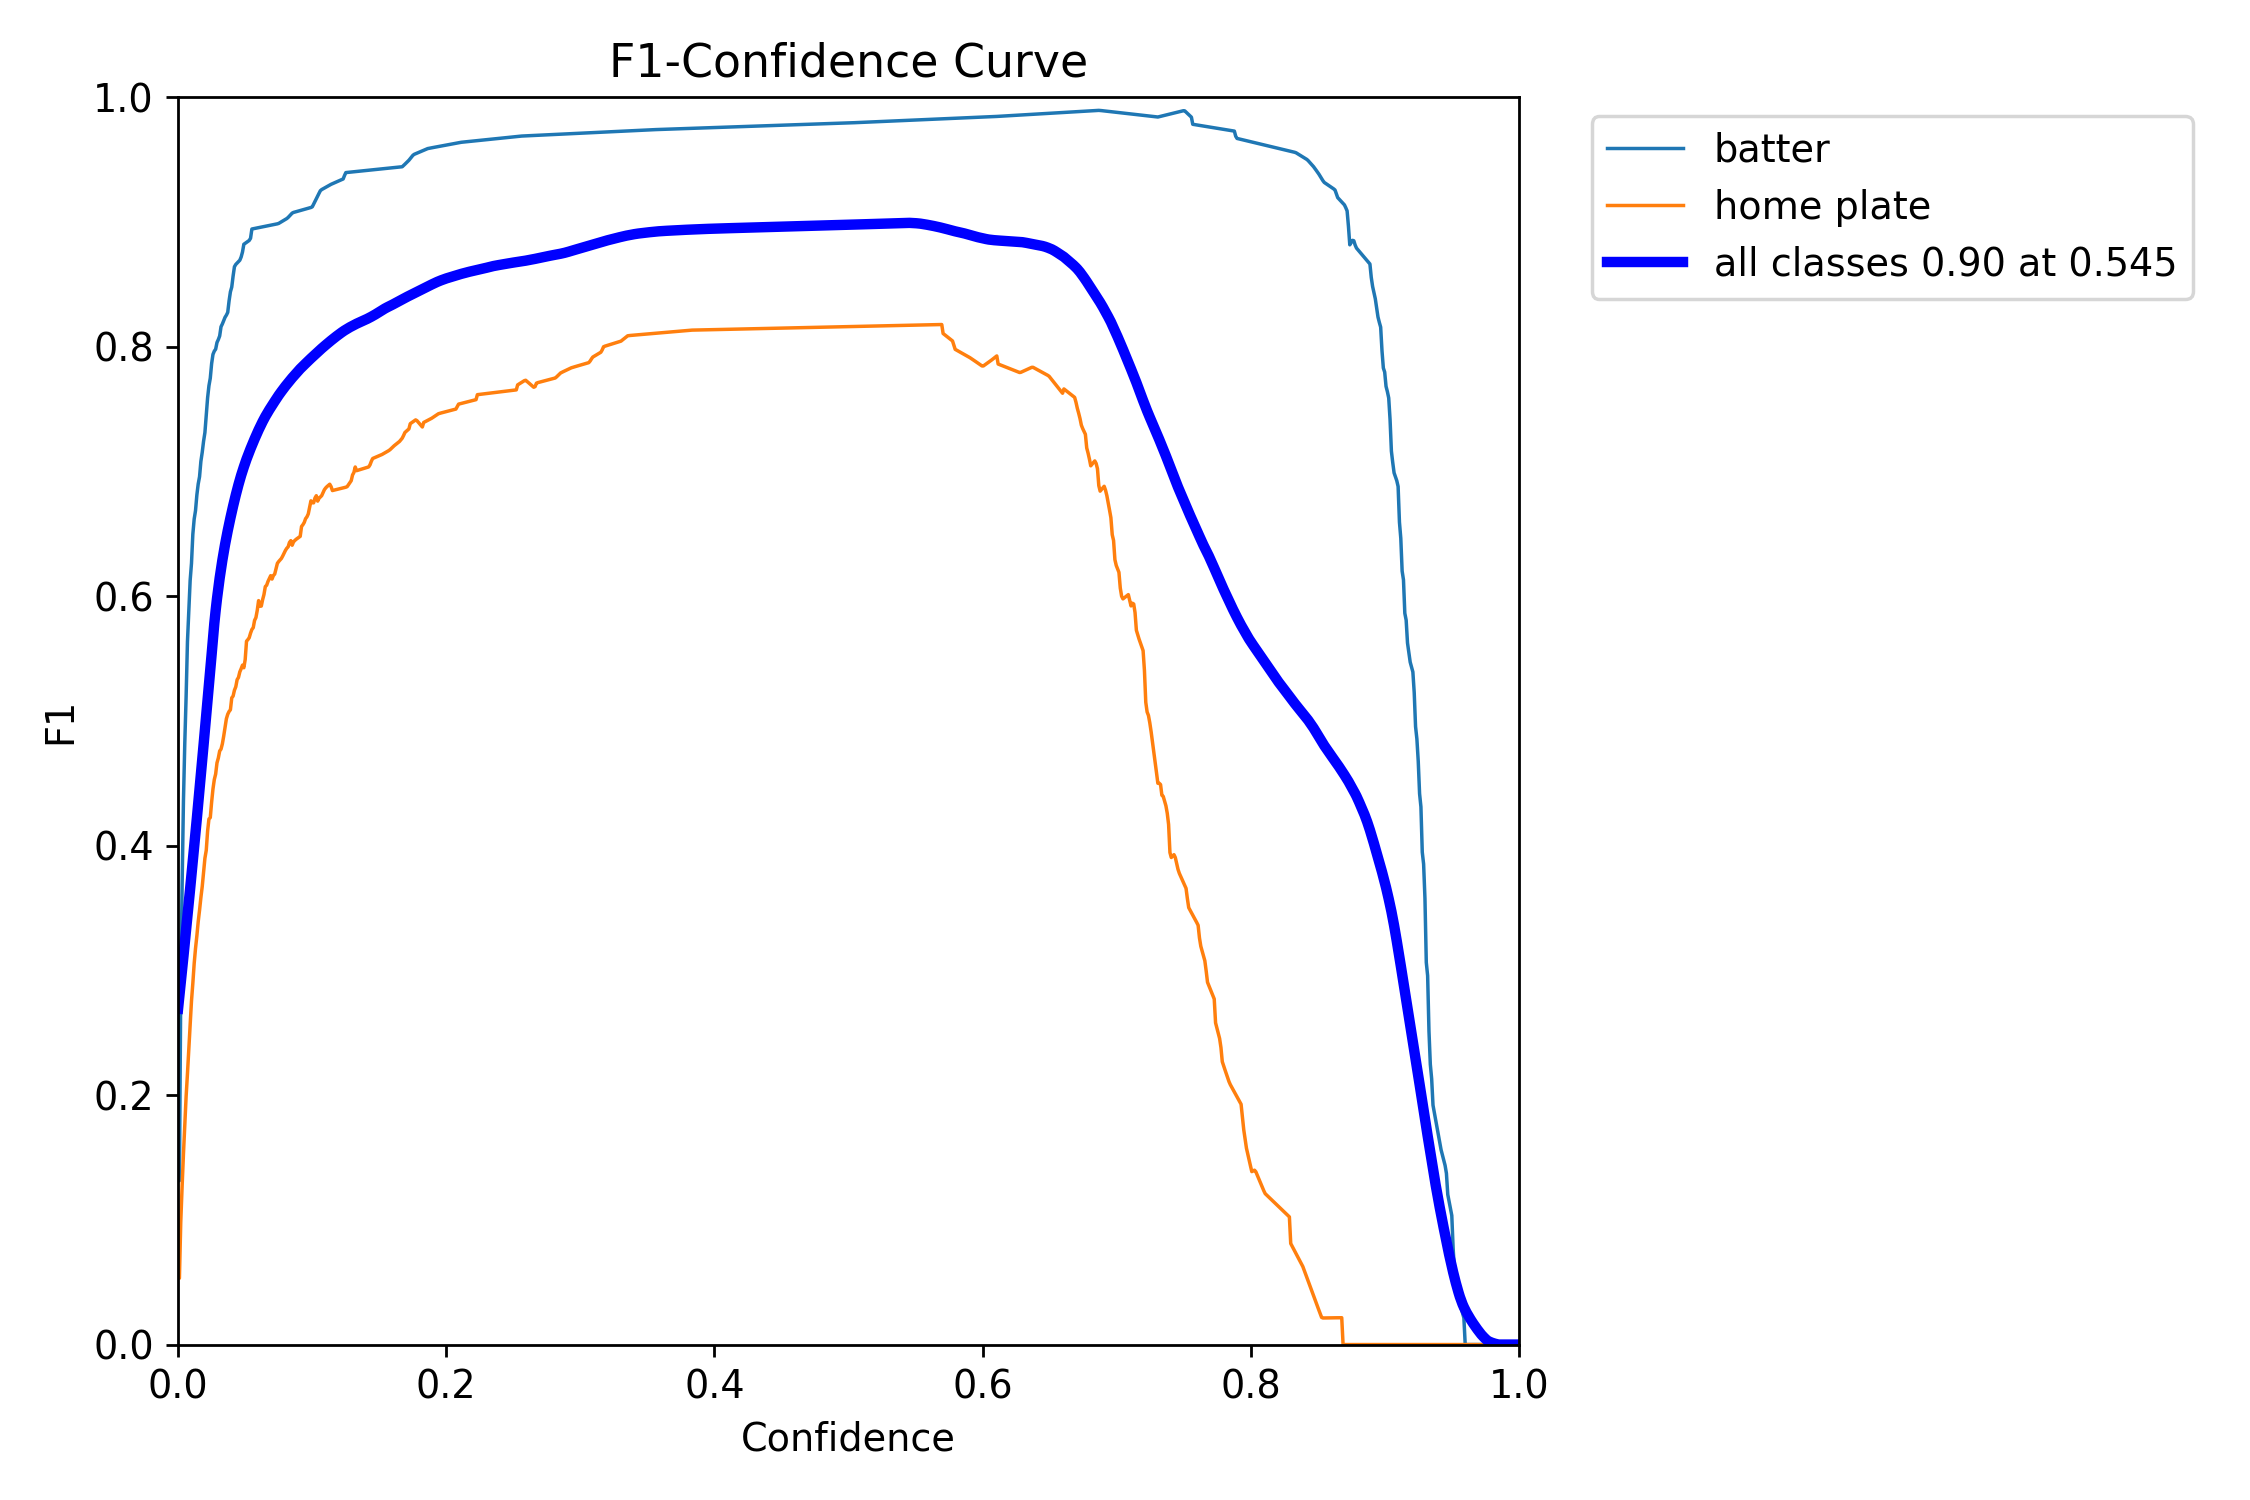 F1-Confidence Curve
batter
home plate
all classes 0.90 at 0.545
1.0
0.8
0.6
0.4
0.2
0.0
F1
0.0 0.2 0.4 0.6 0.8 1.0
Confidence